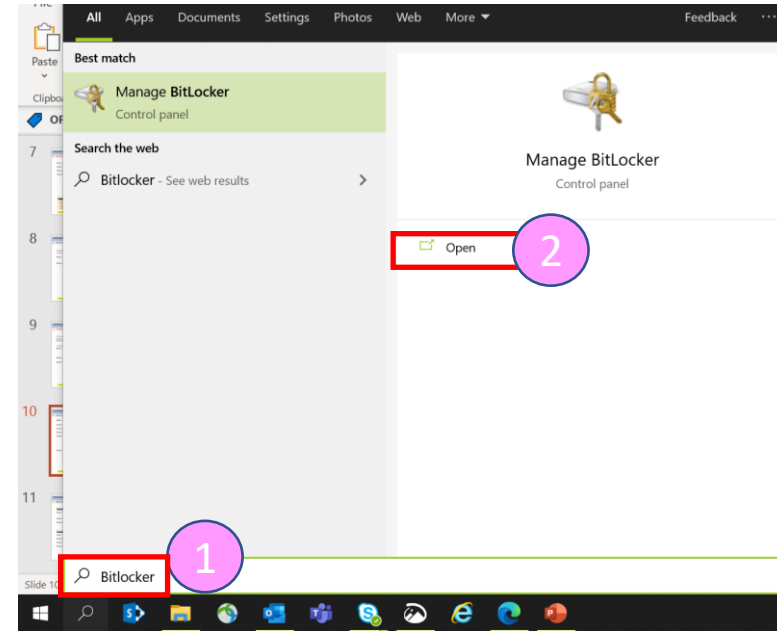 All Apps Documents Settings Photos Web More Feedback ...
Paste
Best match
Manage BitLocker
Control panel
Search the web
Bitlocker - See web results
Manage BitLocker
Control panel
Open
2
7
8
9
10
11
1
Bitlocker